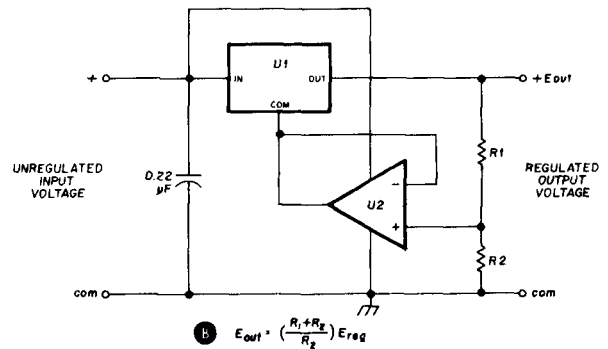 U1
IN
OUT
COM
+
+ Eout
UNREGULATED
INPUT
VOLTAGE
0.22
µF
−
U2
+
R1
REGULATED
OUTPUT
VOLTAGE
R2
com
com
B Eout = (R1+R2 / R2) Ereg